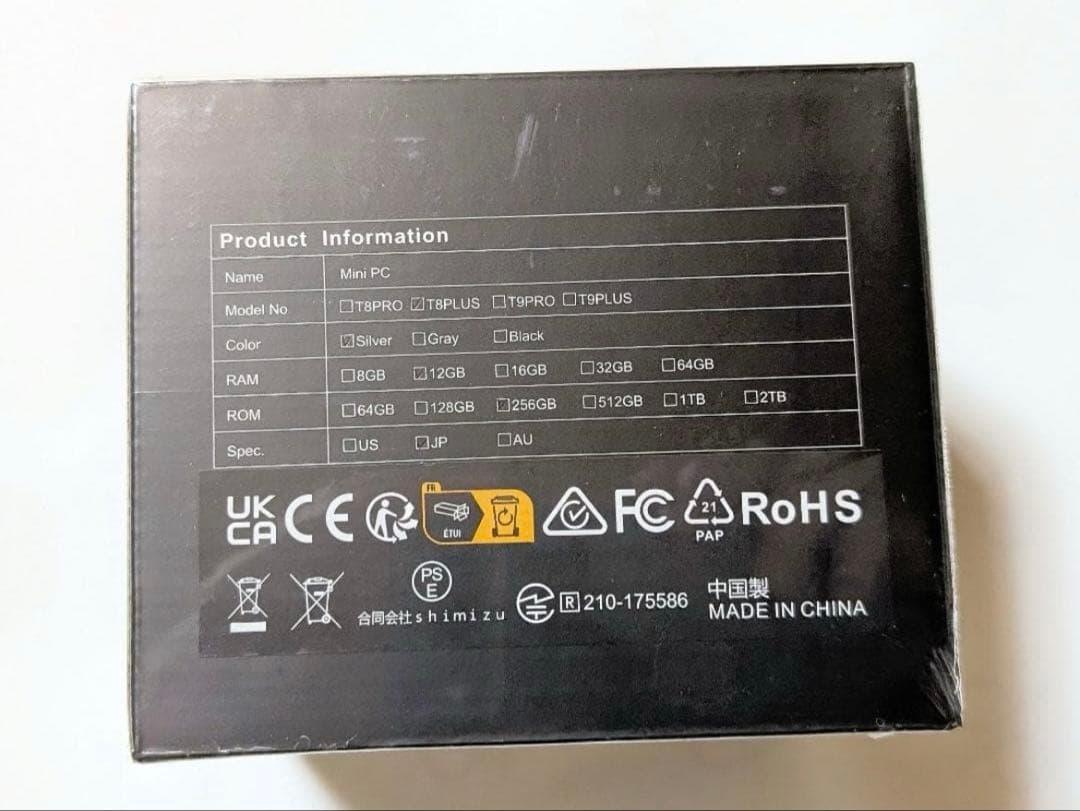 Product Information
Name Mini PC
Model No ☐T8PRO ☑T8PLUS ☐T9PRO ☐T9PLUS
Color ☑Silver ☐Gray ☐Black
RAM ☐8GB ☑12GB ☐16GB ☐32GB ☐64GB
ROM ☐64GB ☐128GB ☑256GB ☐512GB ☐1TB ☐2TB
Spec. ☐US ☑JP ☐AU
UK CA CE FR ÉTUI FC 21 PAP RoHS
PS E
合同会社shimizu R 210-175586
中国製
MADE IN CHINA